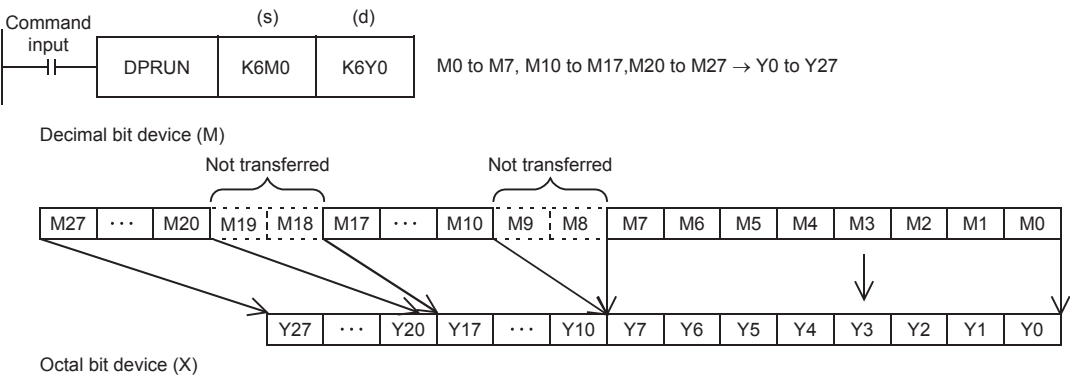 Command
input
(s) (d)
DPRUN K6M0 K6Y0
M0 to M7, M10 to M17,M20 to M27 → Y0 to Y27
Decimal bit device (M)
Not transferred Not transferred
M27 ··· M20 M19 M18 M17 ··· M10 M9 M8 M7 M6 M5 M4 M3 M2 M1 M0
Y27 ··· Y20 Y17 ··· Y10 Y7 Y6 Y5 Y4 Y3 Y2 Y1 Y0
Octal bit device (X)